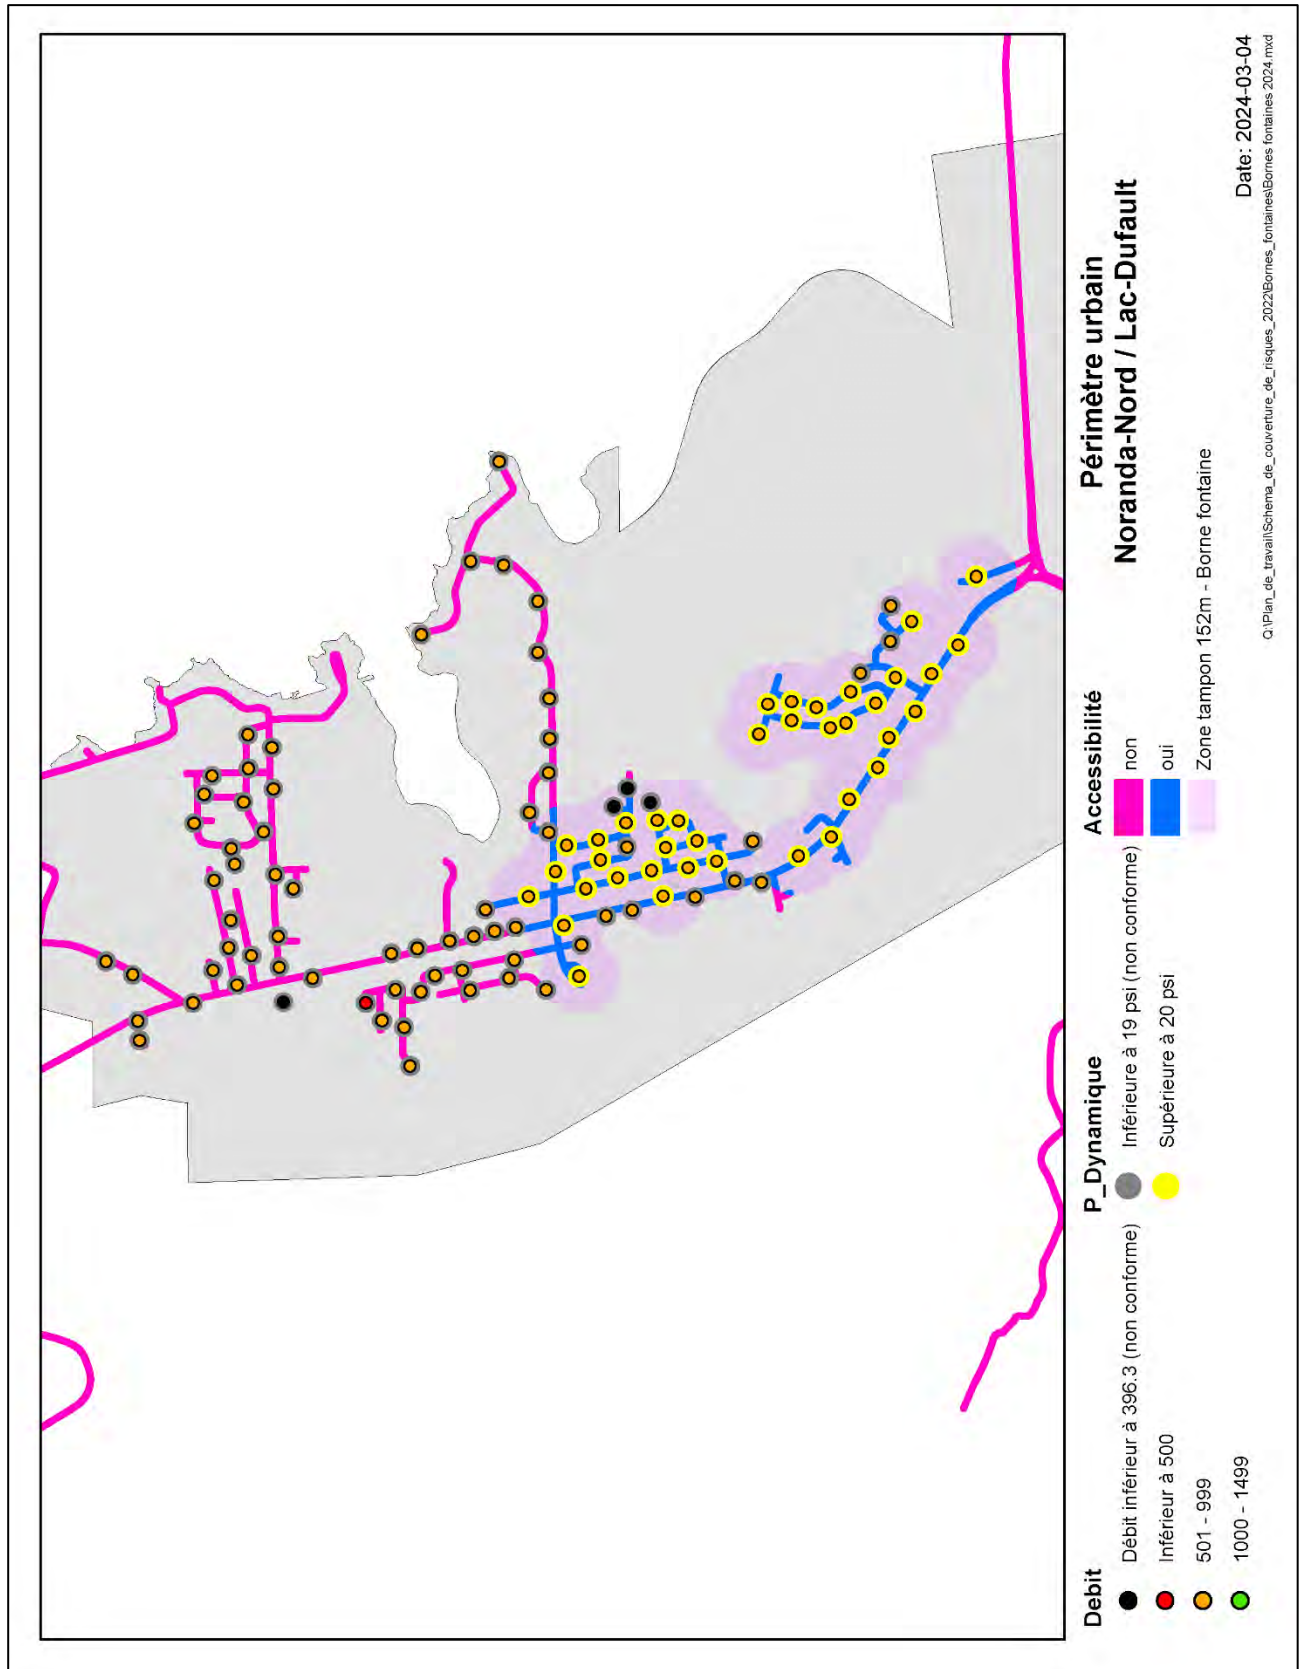 Debit
Débit inférieur à 396.3 (non conforme)
Inférieur à 500
501 - 999
1000 - 1499
P_Dynamique
Inférieure à 19 psi (non conforme)
Supérieure à 20 psi
Accessibilité
non
oui
Zone tampon 152m - Borne fontaine
Périmètre urbain
Noranda-Nord / Lac-Dufault
Date: 2024-03-04
Q:\Plan_de_travail\Schema_de_couverture_de_risques_2022\Bornes_fontaines\Bornes fontaines 2024.mxd